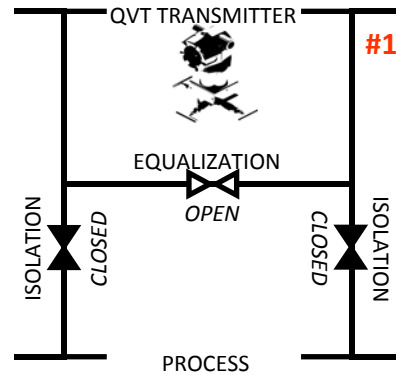 QVT TRANSMITTER
#1
EQUALIZATION
OPEN
ISOLATION
CLOSED
CLOSED
ISOLATION
PROCESS